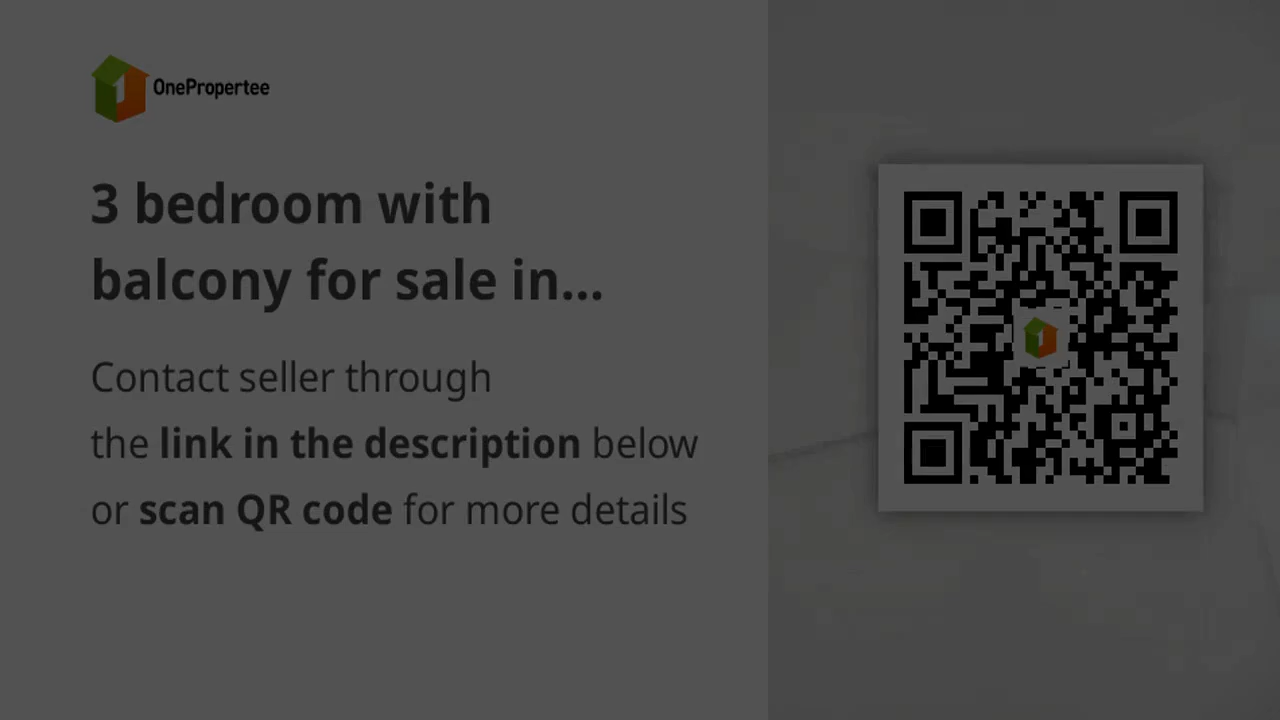 OnePropertee
3 bedroom with
balcony for sale in...
Contact seller through
the link in the description below
or scan QR code for more details